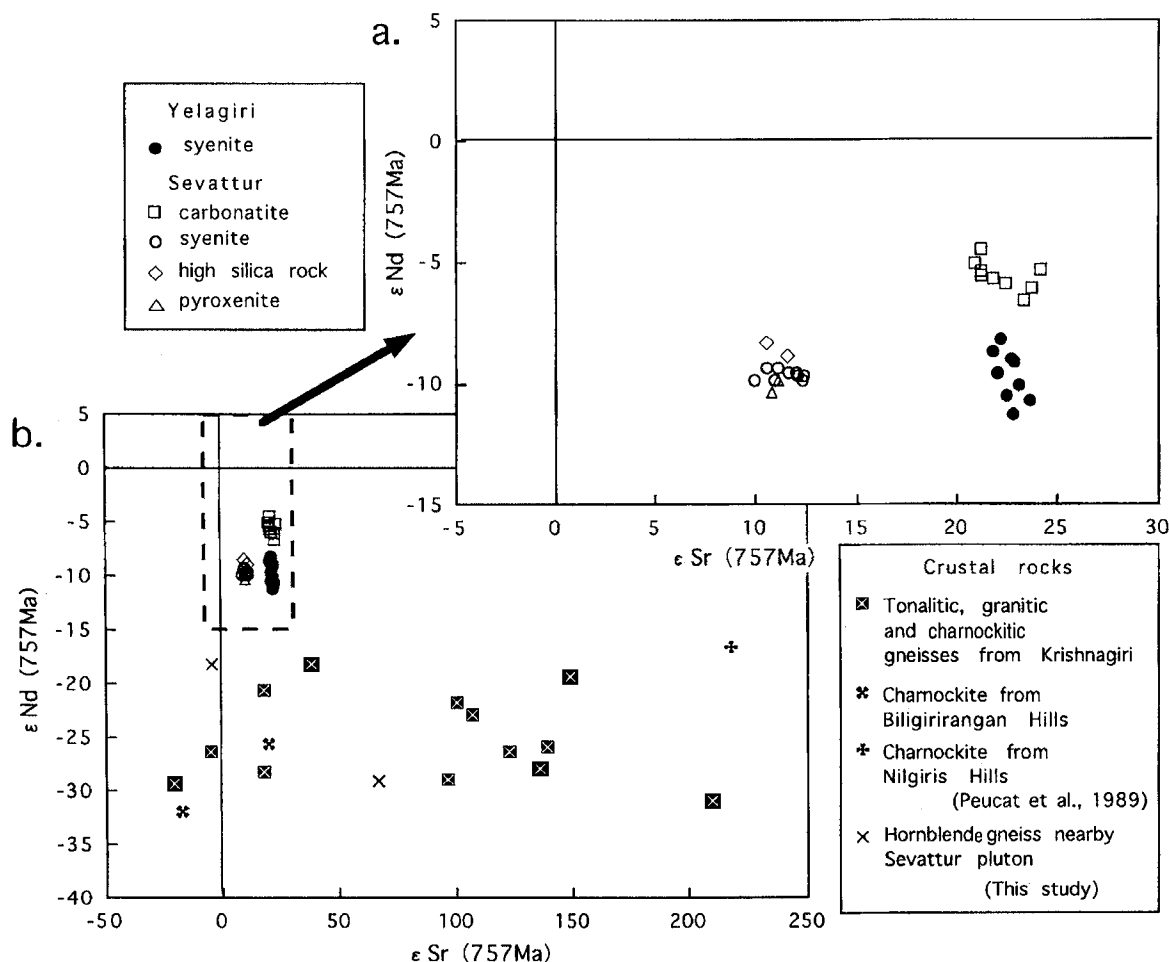 a.
Yelagiri
syenite
Sevattur
carbonatite
syenite
high silica rock
pyroxenite
5
0
-5
-10
-15
ε Nd (757Ma)
-5
0
5
10
15
20
25
30
ε Sr (757Ma)
b.
5
0
-5
-10
-15
-20
-25
-30
-35
-40
ε Nd (757Ma)
-50
0
50
100
150
200
250
ε Sr (757Ma)
Crustal rocks
Tonalitic, granitic
and charnockitic
gneisses from Krishnagiri
Charnockite from
Biligirirangan Hills
Charnockite from
Nilgiris Hills
(Peucat et al., 1989)
Hornblende gneiss nearby
Sevattur pluton
(This study)